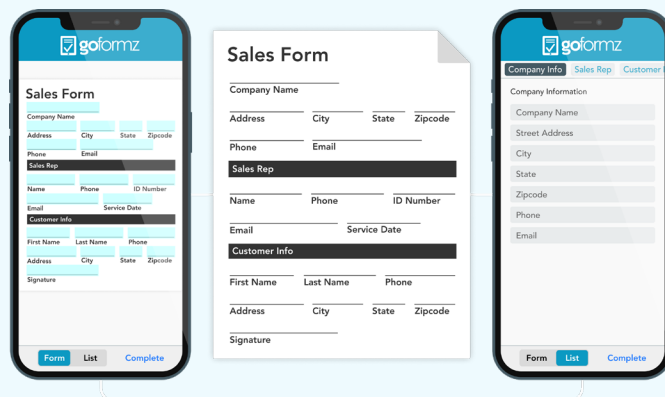 goformz
Sales Form
Company Name
Address City State Zipcode
Phone Email
Sales Rep
Name Phone ID Number
Email Service Date
Customer Info
First Name Last Name Phone
Address City State Zipcode
Signature
Form List Complete
Sales Form
Company Name
Address City State Zipcode
Phone Email
Sales Rep
Name Phone ID Number
Email Service Date
Customer Info
First Name Last Name Phone
Address City State Zipcode
Signature
goformz
Company Info Sales Rep Customer
Company Information
Company Name
Street Address
City
State
Zipcode
Phone
Email
Form List Complete